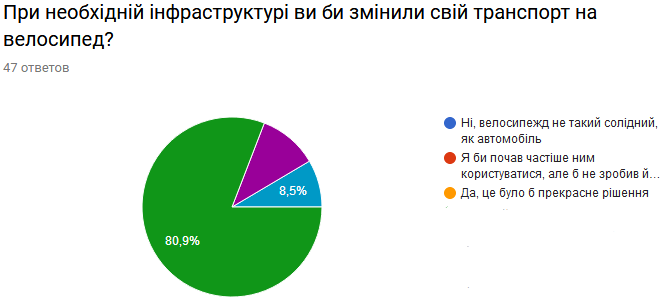 При необхідній інфраструктурі ви би змінили свій транспорт на
велосипед?
47 ответов
Ні, велосипежд не такий солідний,
як автомобіль
Я би почав частіше ним
користуватися, але б не зробив й...
Да, це було б прекрасне рішення
8,5%
80,9%